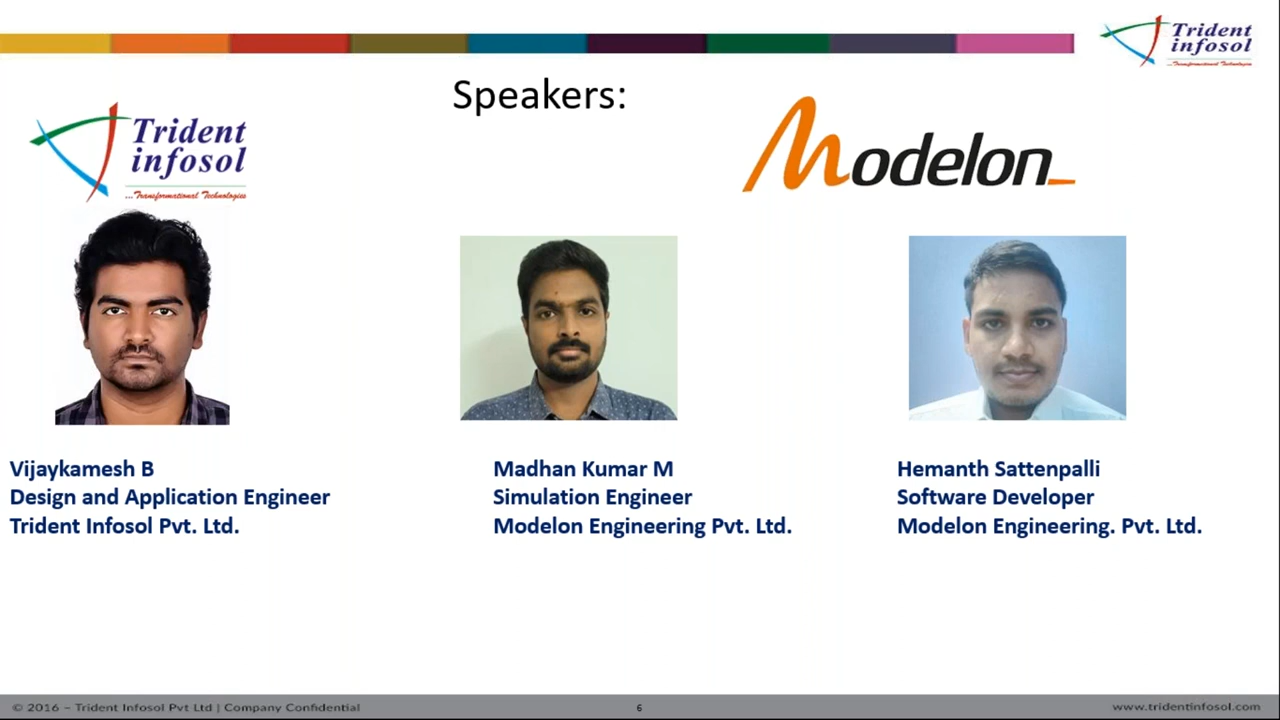 Trident
infosol
...Transformational Technologies
Speakers:
Trident
infosol
...Transformational Technologies
Modelon
Vijaykamesh B
Design and Application Engineer
Trident Infosol Pvt. Ltd.
Madhan Kumar M
Simulation Engineer
Modelon Engineering Pvt. Ltd.
Hemanth Sattenpalli
Software Developer
Modelon Engineering. Pvt. Ltd.
© 2016 – Trident Infosol Pvt Ltd | Company Confidential
6
www.tridentinfosol.com